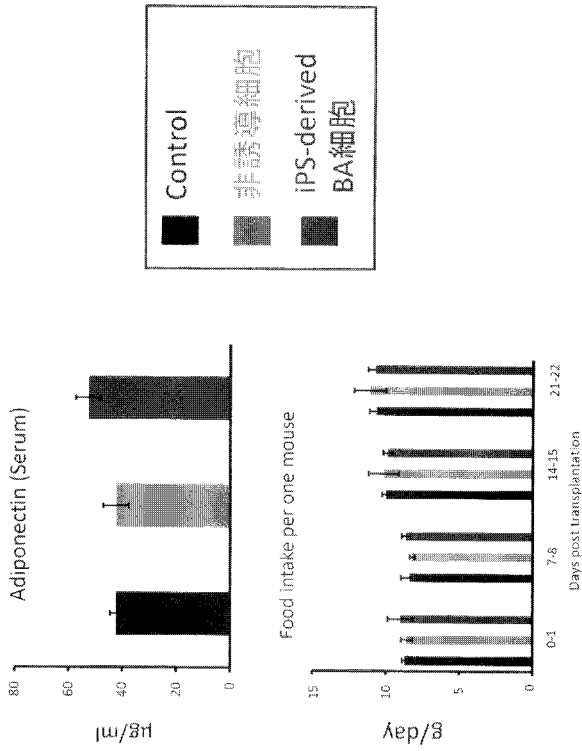 Adiponectin (Serum)
µg/ml
80
60
40
20
0
Food intake per one mouse
g/day
15
10
5
0
0-1
7-8
14-15
21-22
Days post transplantation
Control
非誘導細胞
iPS-derived
BA細胞